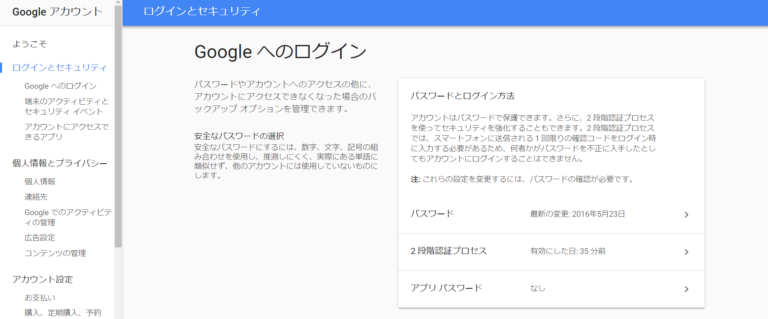 Google アカウント
ログインとセキュリティ
ようこそ
ログインとセキュリティ
Google へのログイン
端末のアクティビティと
セキュリティ イベント
アカウントにアクセスで
きるアプリ
個人情報とプライバシー
個人情報
連絡先
Google でのアクティビテ
ィの管理
広告設定
コンテンツの管理
アカウント設定
お支払い
購入、定期購入、予約
Google へのログイン
パスワードやアカウントへのアクセスの他に、
アカウントにアクセスできなくなった場合のバ
ックアップ オプションを管理できます。
安全なパスワードの選択
安全なパスワードにするには、数字、文字、記号の組
み合わせを使用し、推測しにくく、実際にある単語に
類似せず、他のアカウントには使用していないものに
します。
パスワードとログイン方法
アカウントはパスワードで保護できます。さらに、2 段階認証プロセス
を使ってセキュリティを強化することもできます。2 段階認証プロセス
では、スマートフォンに送信される 1 回限りの確認コードをログイン時
に入力する必要があるため、何者かがパスワードを不正に入手したとし
てもアカウントにログインすることはできません。
注: これらの設定を変更するには、パスワードの確認が必要です。
パスワード 最新の変更: 2016年5月23日
2 段階認証プロセス 有効にした日: 35 分前
アプリ パスワード なし